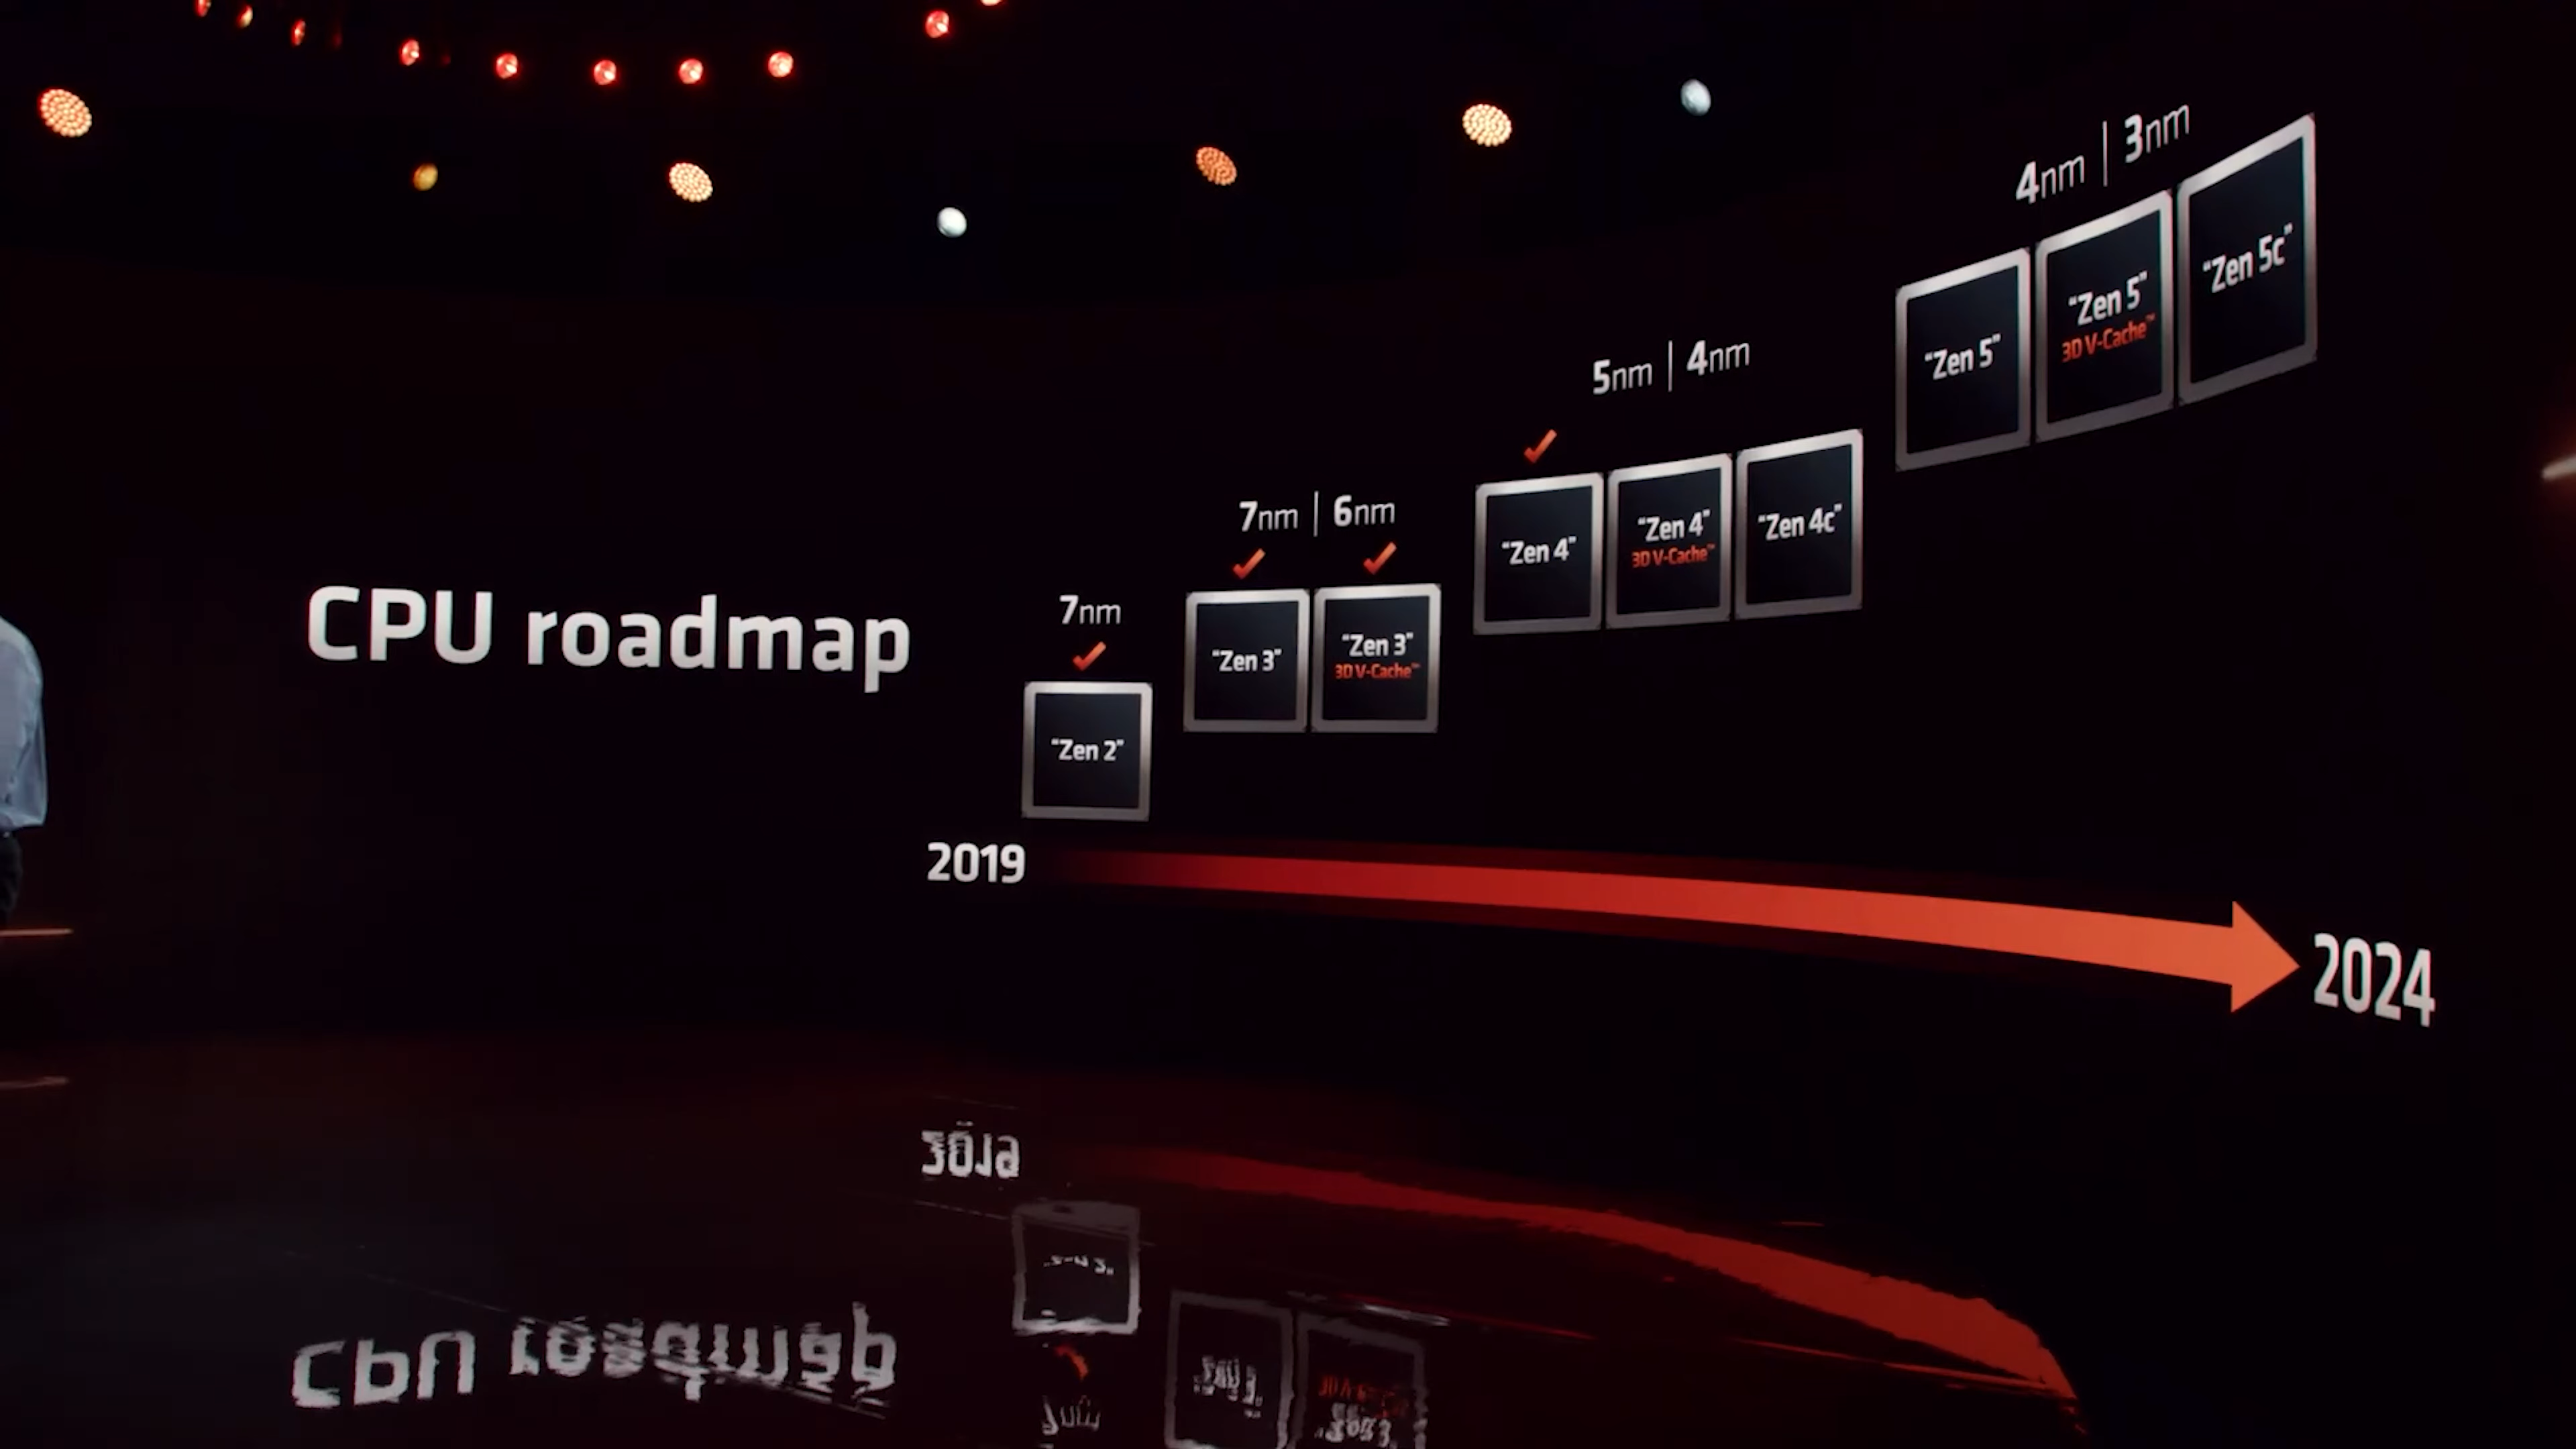 4nm | 3nm
"Zen 5"
"Zen 5"
3D V-Cache™
"Zen 5c"
5nm | 4nm
"Zen 4"
"Zen 4"
3D V-Cache™
"Zen 4c"
7nm | 6nm
"Zen 3"
"Zen 3"
3D V-Cache™
7nm
"Zen 2"
CPU roadmap
2019
2024